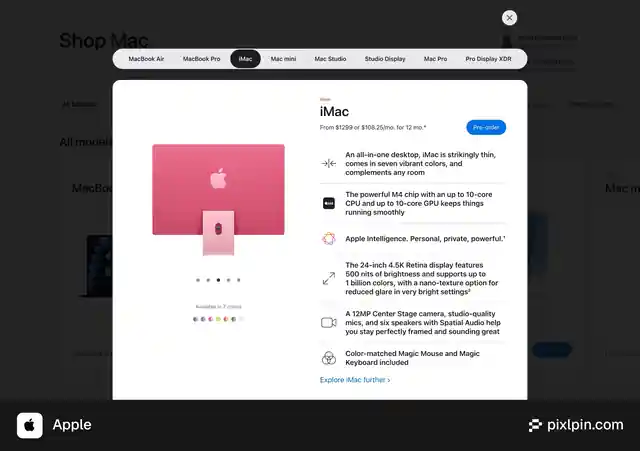 Shop Mac
MacBook Air
MacBook Pro
iMac
Mac mini
Mac Studio
Studio Display
Mac Pro
Pro Display XDR
iMac
From $1299 or $108.25/mo. for 12 mo.*
Pre-order
An all-in-one desktop, iMac is strikingly thin,
comes in seven vibrant colors, and
complements any room
The powerful M4 chip with an up to 10-core
CPU and up to 10-core GPU keeps things
running smoothly
Apple Intelligence. Personal, private, powerful.¹
The 24-inch 4.5K Retina display features
500 nits of brightness and supports up to
1 billion colors, with a nano-texture option for
reduced glare in very bright settings²
A 12MP Center Stage camera, studio-quality
mics, and six speakers with Spatial Audio help
you stay perfectly framed and sounding great
Color-matched Magic Mouse and Magic
Keyboard included
Explore iMac further >
Available in 7 colors
All model
MacBook
Mac m
Apple
pixlpin.com